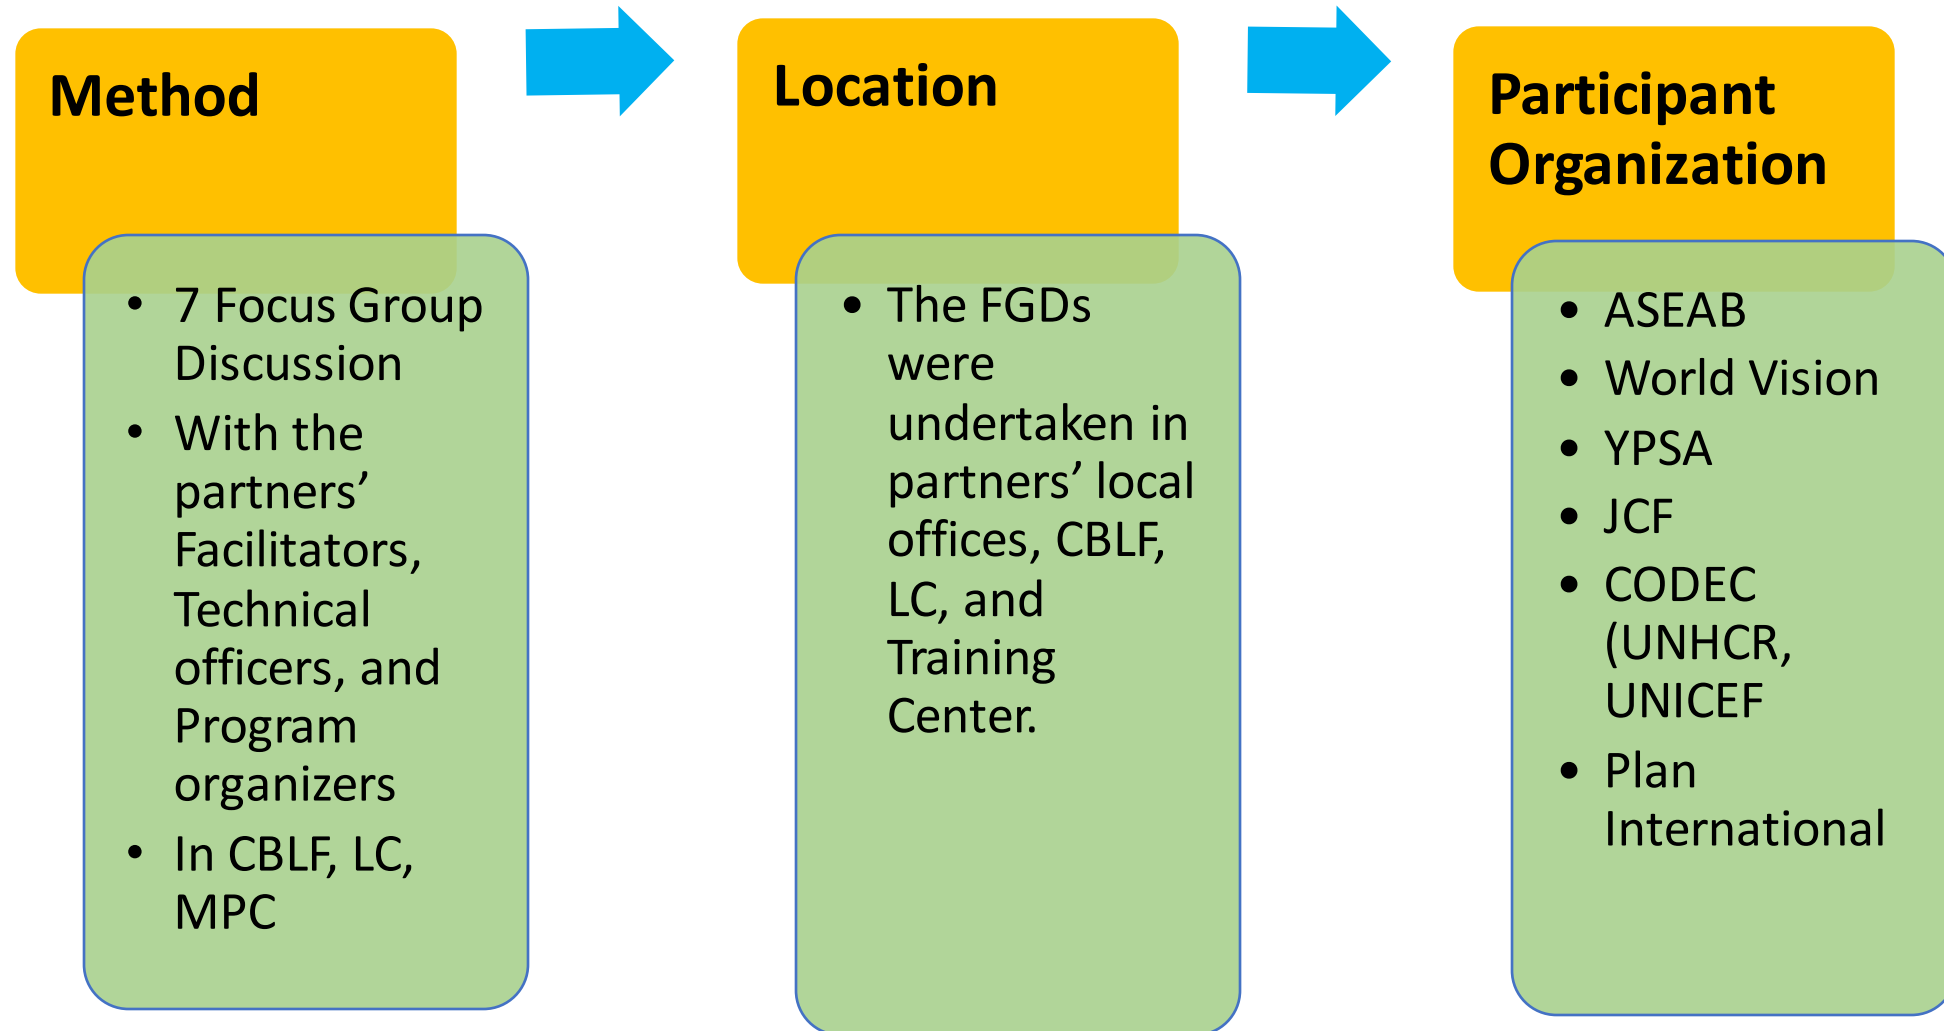 Method
• 7 Focus Group
Discussion
• With the
partners’
Facilitators,
Technical
officers, and
Program
organizers
• In CBLF, LC,
MPC
Location
• The FGDs
were
undertaken in
partners’ local
offices, CBLF,
LC, and
Training
Center.
Participant
Organization
• ASEAB
• World Vision
• YPSA
• JCF
• CODEC
(UNHCR,
UNICEF
• Plan
International